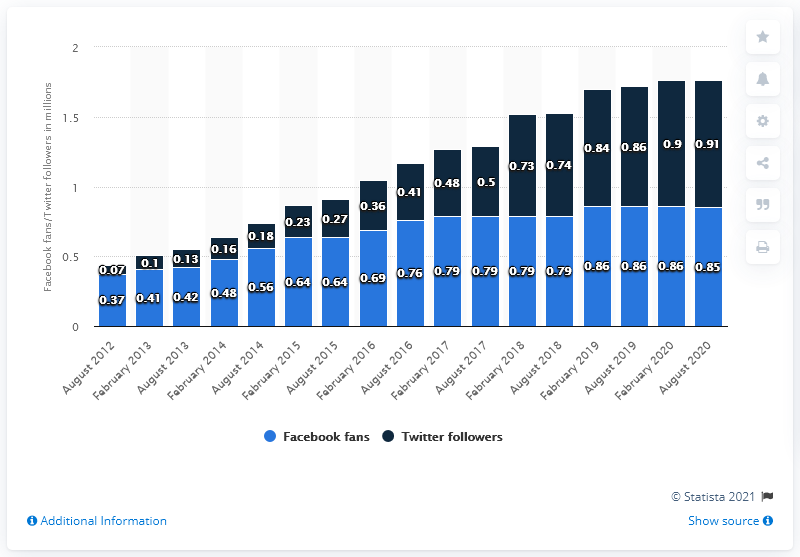 2
1.5
1
0.5
0
Facebook fans/Twitter followers in millions
0.07 0.1 0.13 0.16 0.18 0.23 0.27 0.36 0.41 0.48 0.5 0.73 0.74 0.84 0.86 0.9 0.91
0.37 0.41 0.42 0.48 0.56 0.64 0.64 0.69 0.76 0.79 0.79 0.79 0.79 0.86 0.86 0.86 0.85
August 2012
February 2013
August 2013
February 2014
August 2014
February 2015
August 2015
February 2016
August 2016
February 2017
August 2017
February 2018
August 2018
February 2019
August 2019
February 2020
August 2020
Facebook fans Twitter followers
© Statista 2021
Additional Information Show source